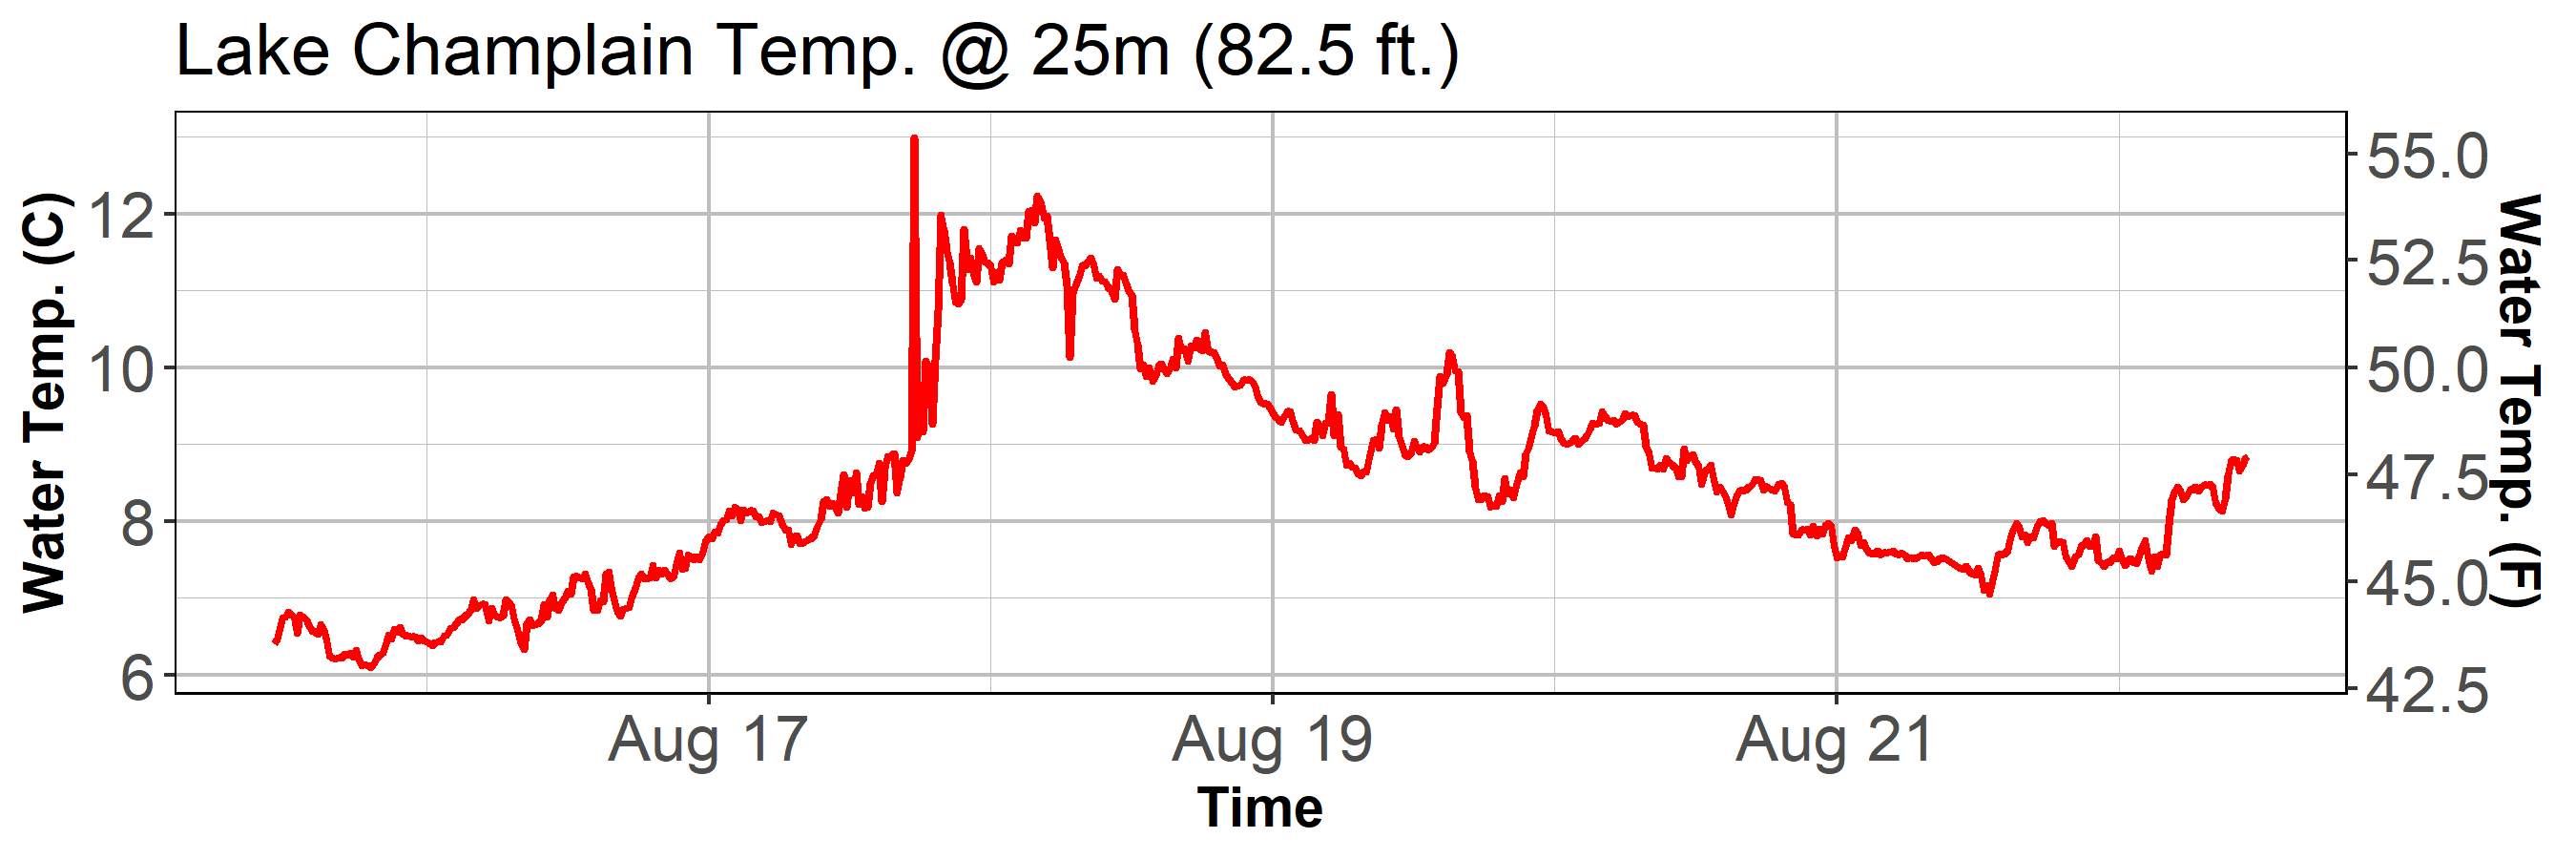 Lake Champlain Temp. @ 25m (82.5 ft.)
Water Temp. (C)
12
10
8
6
55.0
52.5
50.0
47.5
45.0
42.5
Water Temp. (F)
Aug 17
Aug 19
Aug 21
Time